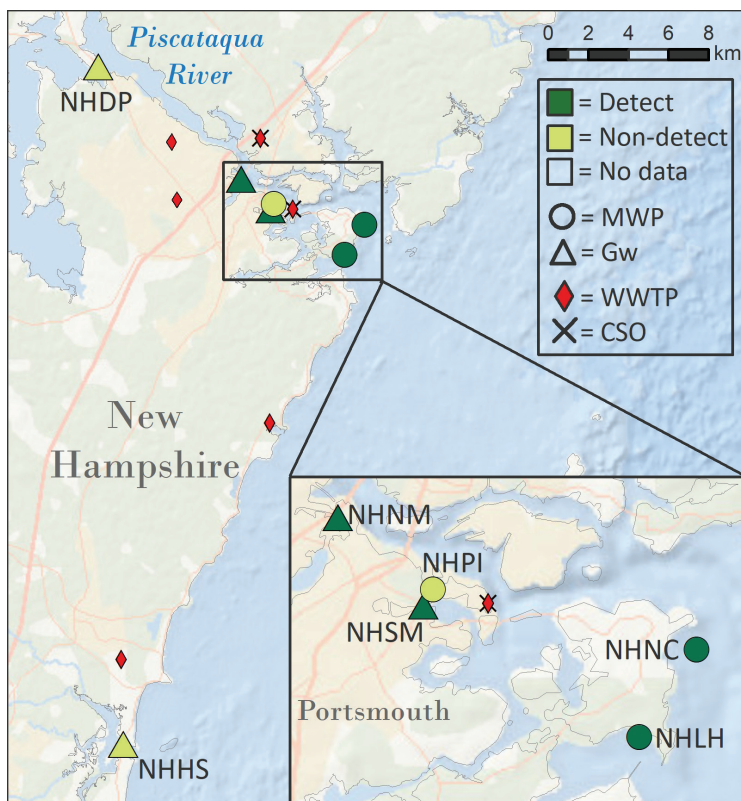 Piscataqua
River
0 2 4 6 8
km
NHDP
= Detect
= Non-detect
= No data
= MWP
= Gw
= WWTP
= CSO
New
Hampshire
NHNM
NHPI
NHSM
NHNC
Portsmouth
NHLH
NHHS